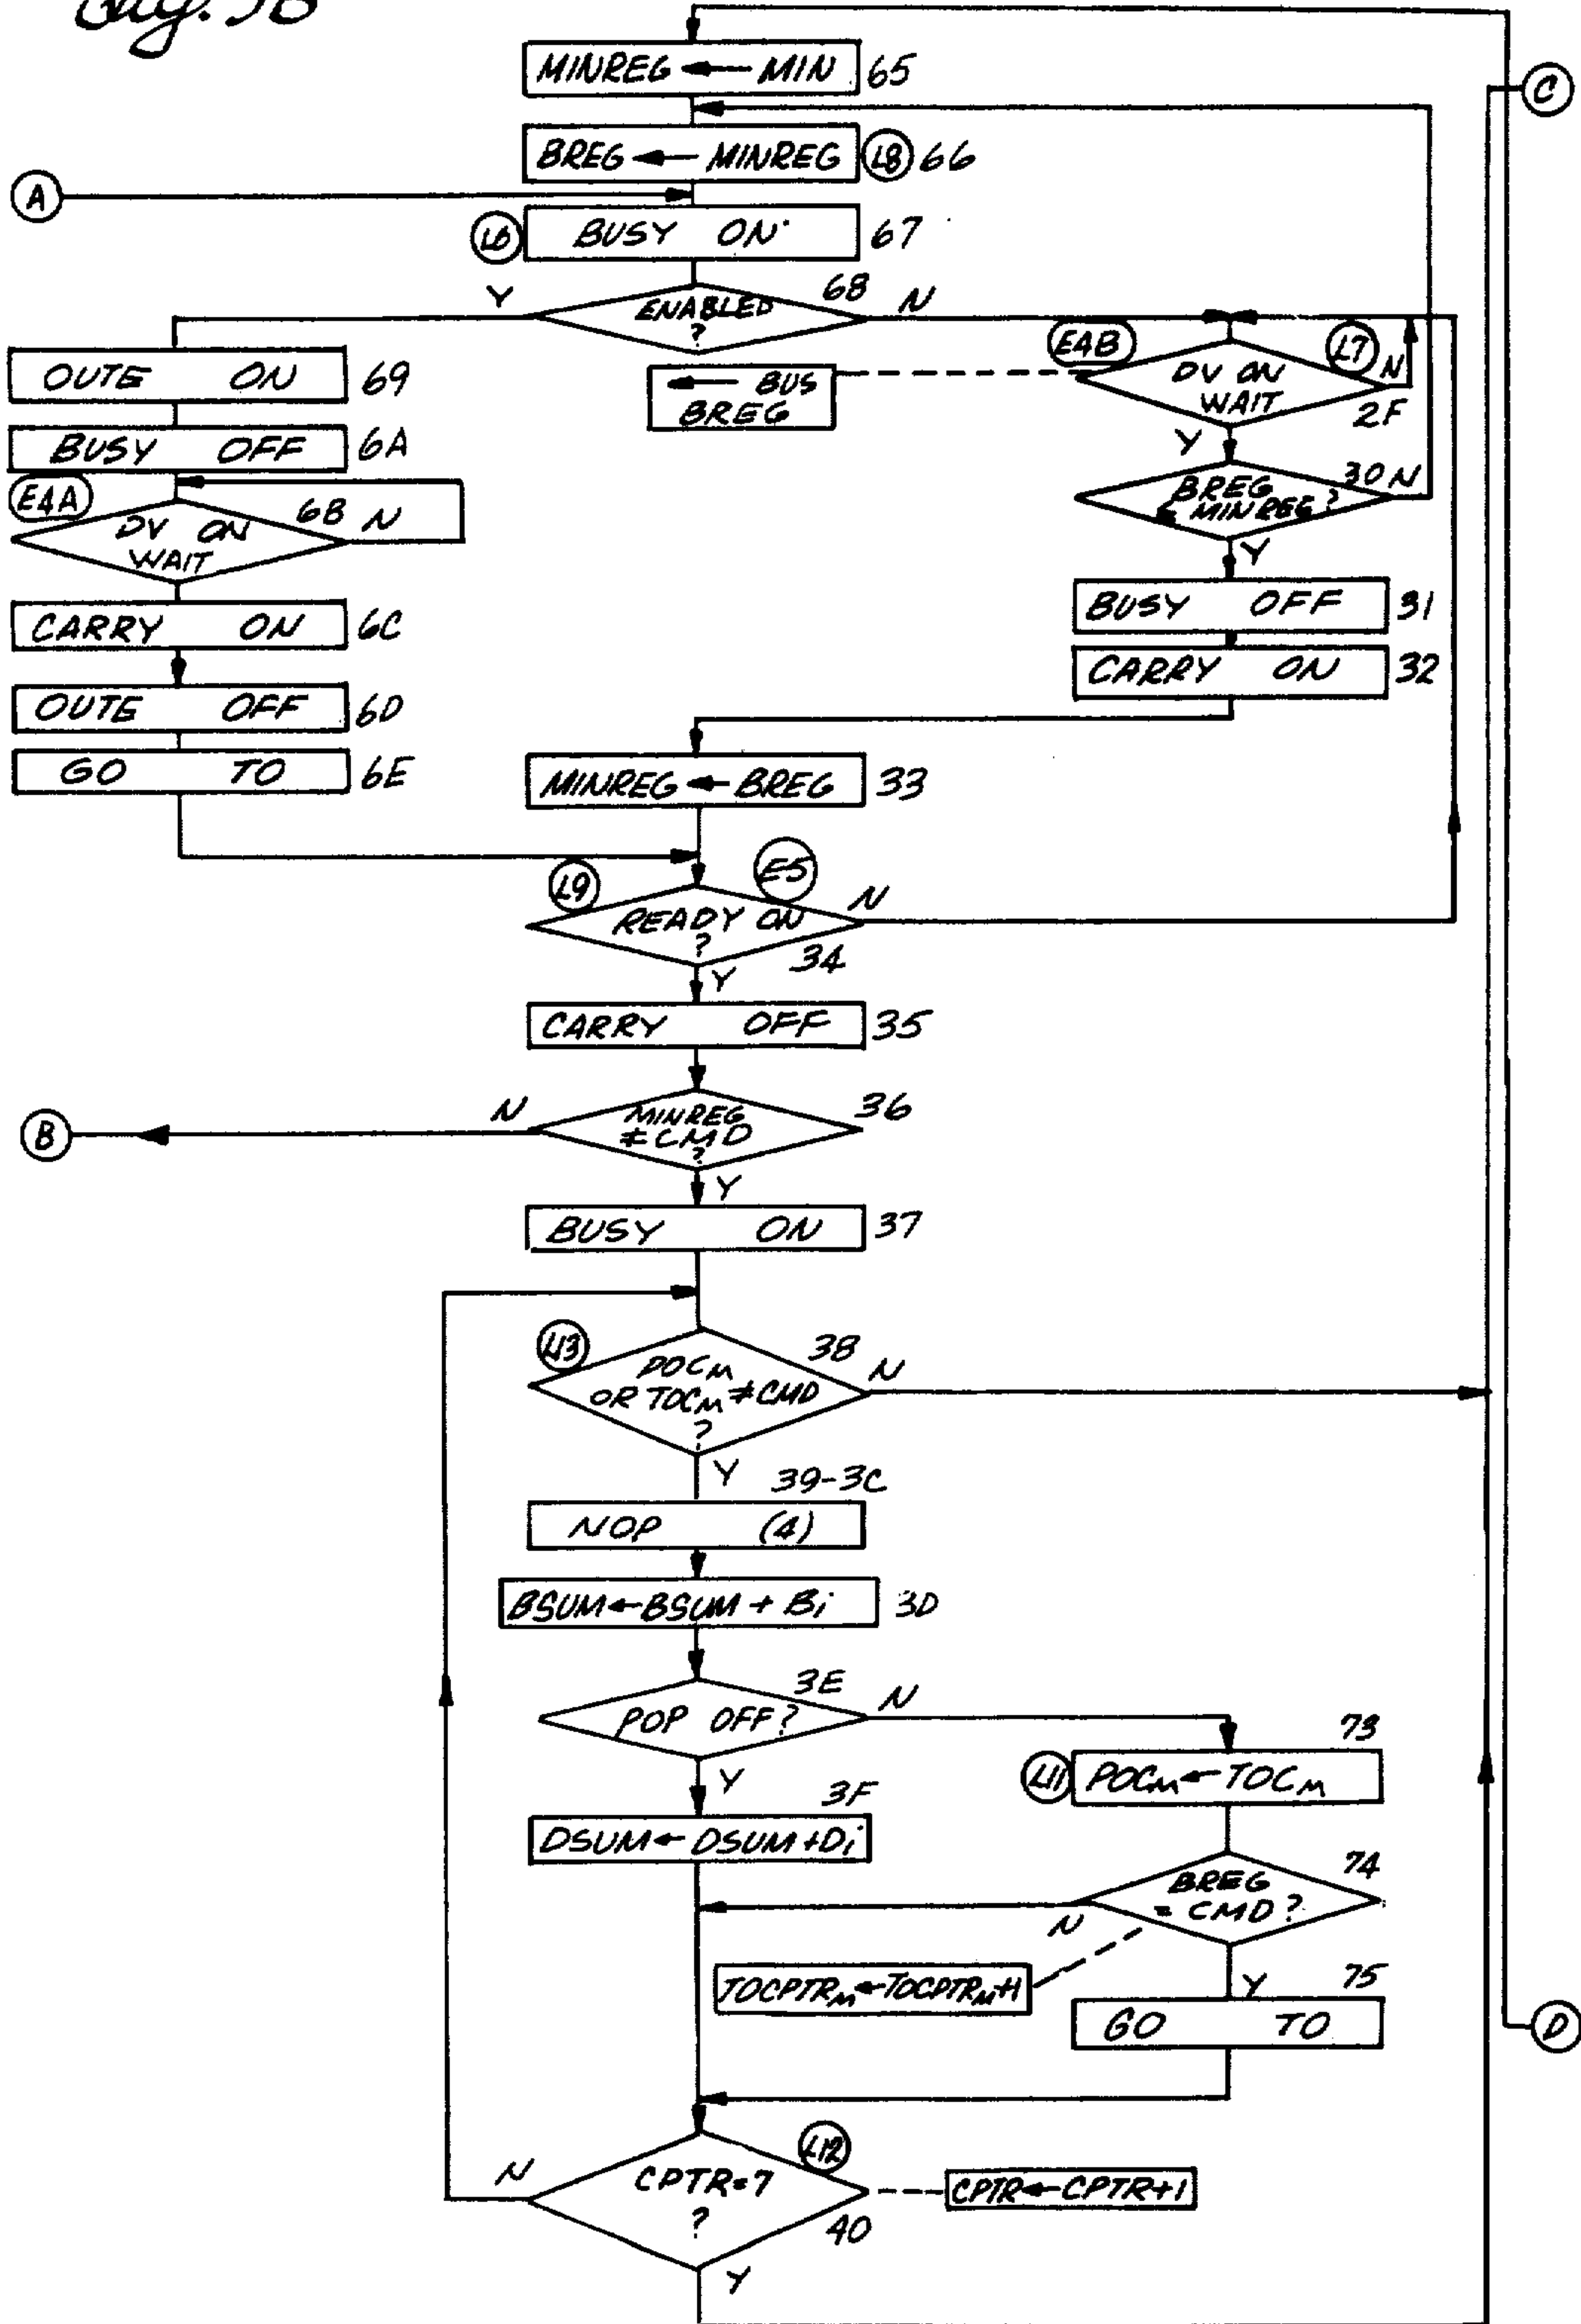 Fig. 5B
MINREG ← MIN 65
C
BREG ← MINREG L8 66
A
L6 BUSY ON 67
Y ENABLED ? 68 N
OUTE ON 69
← BUS BREG
E4B DV ON WAIT L7 N 2F
Y
BUSY OFF 6A
E4A DV ON WAIT 6B N
BREG ≤ MINREG? 30 N
Y
BUSY OFF 31
CARRY ON 6C
CARRY ON 32
OUTE OFF 6D
GO TO 6E
MINREG ← BREG 33
L9 READY ON ? E5 N 34
Y
CARRY OFF 35
B N MINREG ≠ CMD ? 36
Y
BUSY ON 37
L13 POCM OR TOCM ≠ CMD ? 38 N
Y 39-3C
NOP (4)
BSUM ← BSUM + Bi 3D
POP OFF? 3E N
Y
73
L11 POCM ← TOCM
3F
DSUM ← DSUM + Di
BREG = CMD? 74
N
TOCPTRM ← TOCPTRM+1
Y 75
GO TO
D
N CPTR=7 ? L12 40
CPTR ← CPTR+1
Y